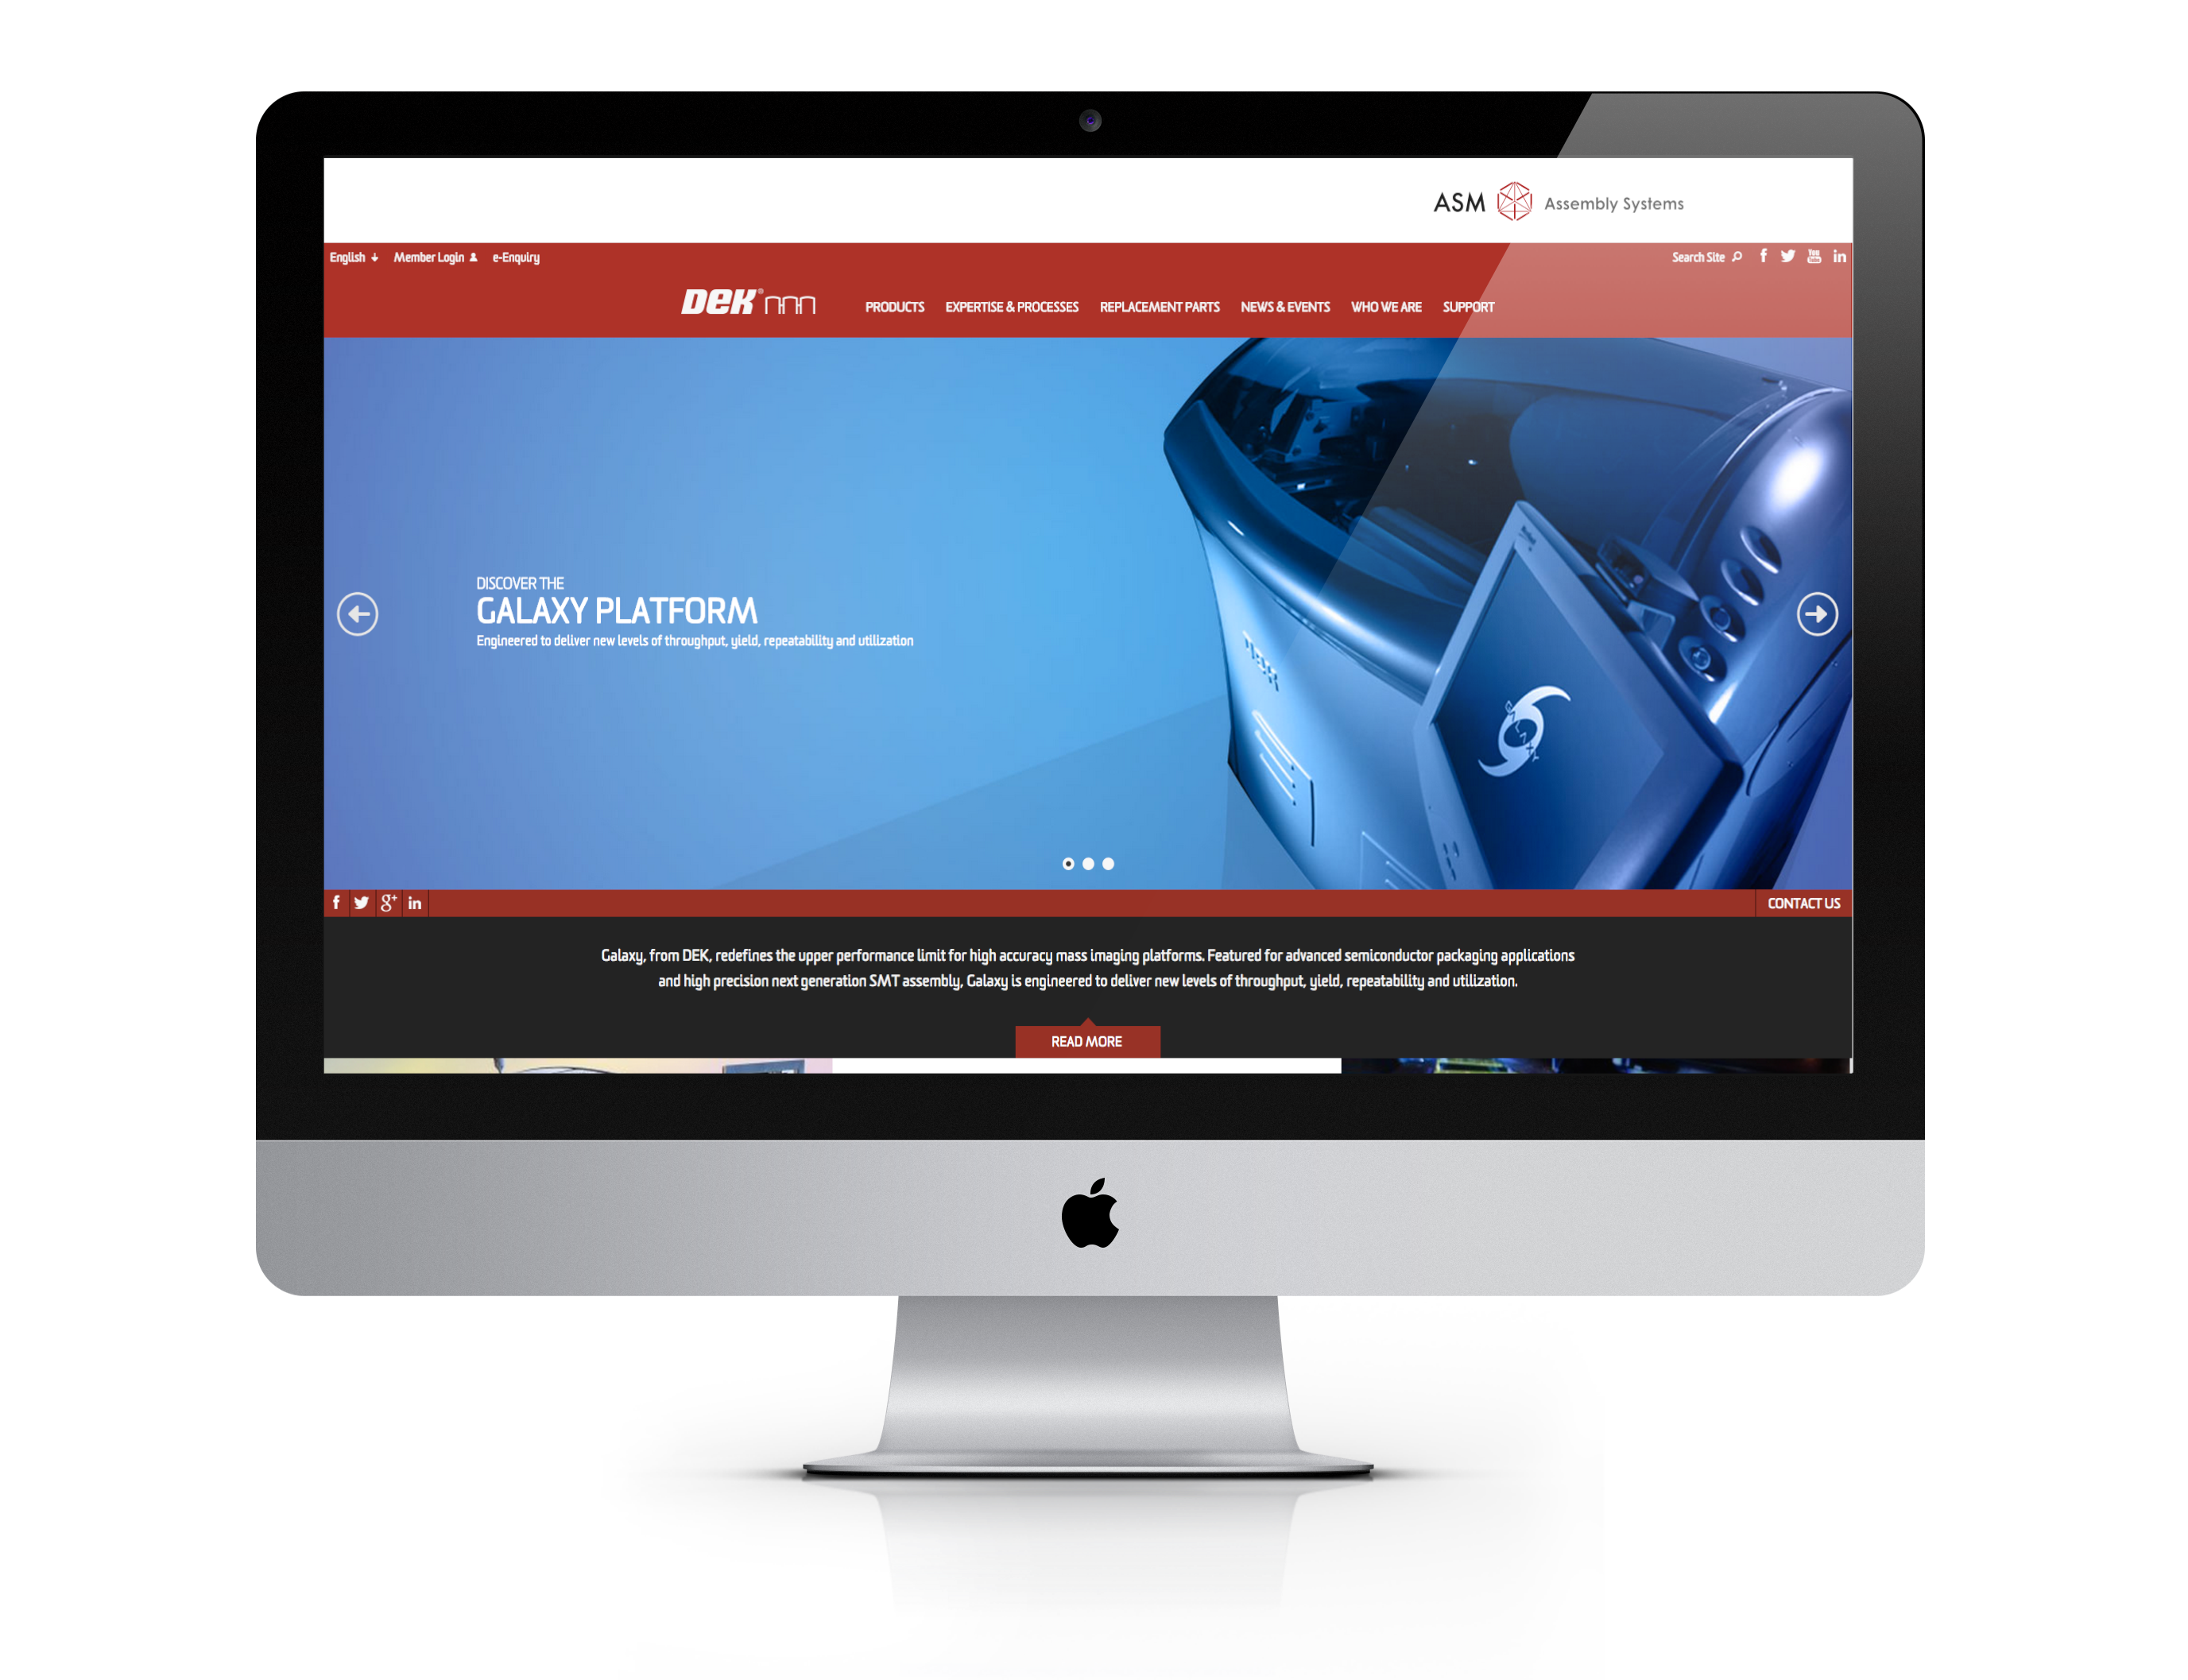 ASM Assembly Systems
English Member Login e-Enquiry Search Site
DEK® PRODUCTS EXPERTISE & PROCESSES REPLACEMENT PARTS NEWS & EVENTS WHO WE ARE SUPPORT
DISCOVER THE
GALAXY PLATFORM
Engineered to deliver new levels of throughput, yield, repeatability and utilization
CONTACT US
Galaxy, from DEK, redefines the upper performance limit for high accuracy mass imaging platforms. Featured for advanced semiconductor packaging applications
and high precision next generation SMT assembly, Galaxy is engineered to deliver new levels of throughput, yield, repeatability and utilization.
READ MORE